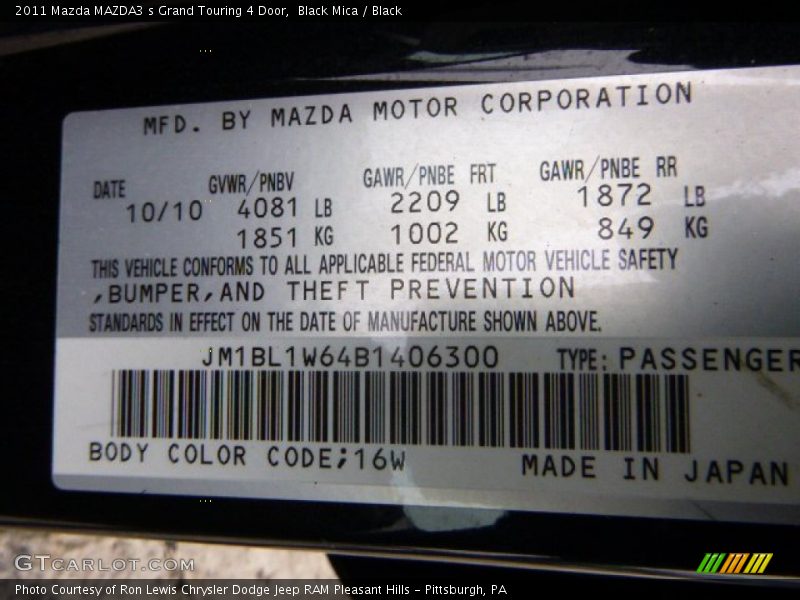 2011 Mazda MAZDA3 s Grand Touring 4 Door,  Black Mica / Black
MFD. BY MAZDA MOTOR CORPORATION
DATE GVWR/PNBV GAWR/PNBE FRT GAWR/PNBE RR
10/10 4081 LB 2209 LB 1872 LB
1851 KG 1002 KG 849 KG
THIS VEHICLE CONFORMS TO ALL APPLICABLE FEDERAL MOTOR VEHICLE SAFETY
,BUMPER,AND THEFT PREVENTION
STANDARDS IN EFFECT ON THE DATE OF MANUFACTURE SHOWN ABOVE.
JM1BL1W64B1406300 TYPE: PASSENGER
BODY COLOR CODE;16W
MADE IN JAPAN
GTCARLOT.COM
Photo Courtesy of Ron Lewis Chrysler Dodge Jeep RAM Pleasant Hills - Pittsburgh, PA